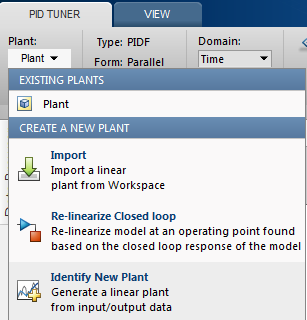 PID TUNER VIEW
Plant: Type: PIDF Domain:
Plant Form: Parallel Time
EXISTING PLANTS
Plant
CREATE A NEW PLANT
Import
Import a linear
plant from Workspace
Re-linearize Closed loop
Re-linearize model at an operating point found
based on the closed loop response of the model
Identify New Plant
Generate a linear plant
from input/output data